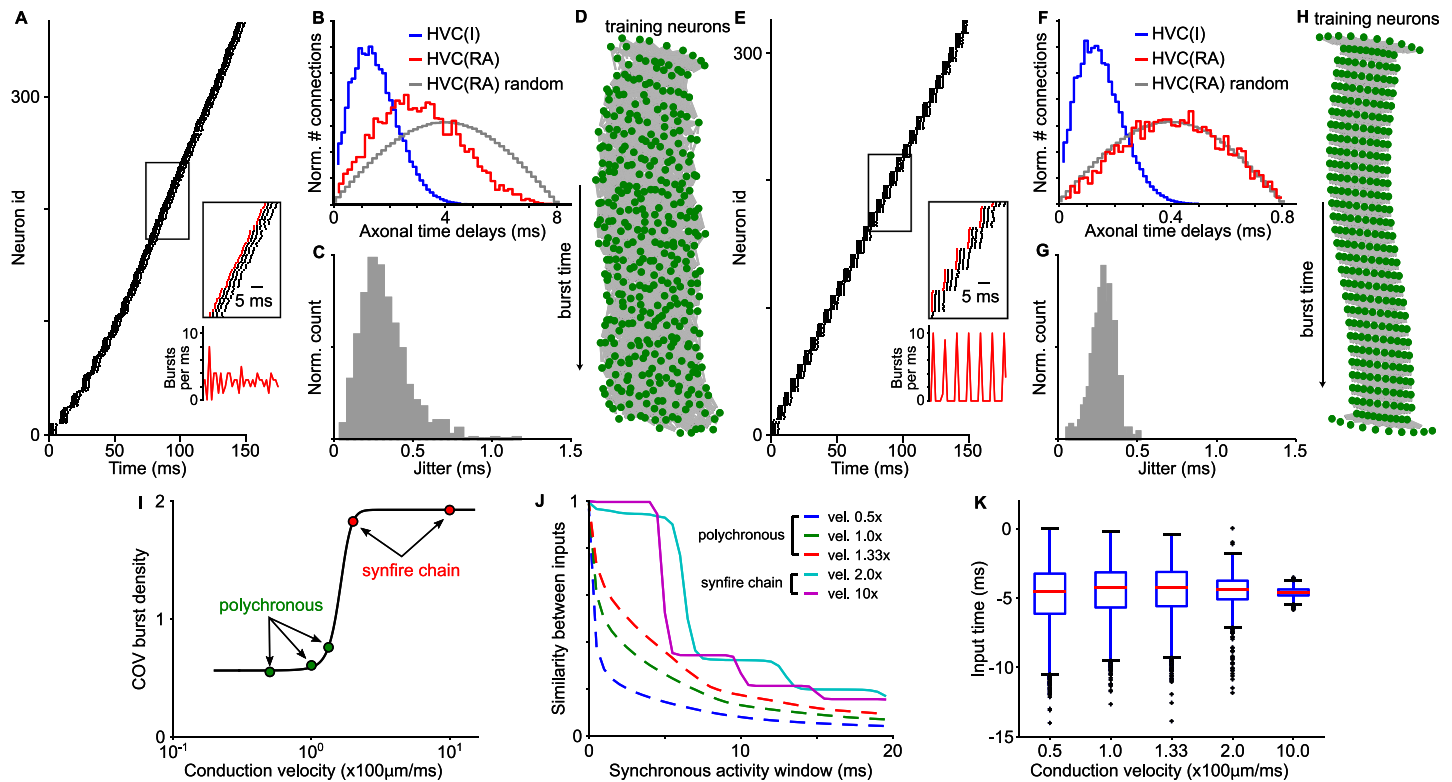 A
300
Neuron id
0
0
50
100
150
Time (ms)
5 ms
10
0
Bursts
per ms
B
HVC(I)
HVC(RA)
HVC(RA) random
Norm. # connections
0
4
8
Axonal time delays (ms)
C
Norm. count
0
0.5
1.0
1.5
Jitter (ms)
D
training neurons
burst time
E
300
Neuron id
0
0
50
100
150
Time (ms)
5 ms
10
0
Bursts
per ms
F
HVC(I)
HVC(RA)
HVC(RA) random
Norm. # connections
0
0.4
0.8
Axonal time delays (ms)
G
Norm. count
0
0.5
1.0
1.5
Jitter (ms)
H
training neurons
burst time
I
2
1
0
COV burst density
polychronous
synfire chain
10⁻¹
10⁰
10¹
Conduction velocity (x100µm/ms)
J
1
0
Similarity between inputs
polychronous
vel. 0.5x
vel. 1.0x
vel. 1.33x
synfire chain
vel. 2.0x
vel. 10x
0
10
20
Synchronous activity window (ms)
K
0
-5
-10
-15
Input time (ms)
0.5
1.0
1.33
2.0
10.0
Conduction velocity (x100µm/ms)